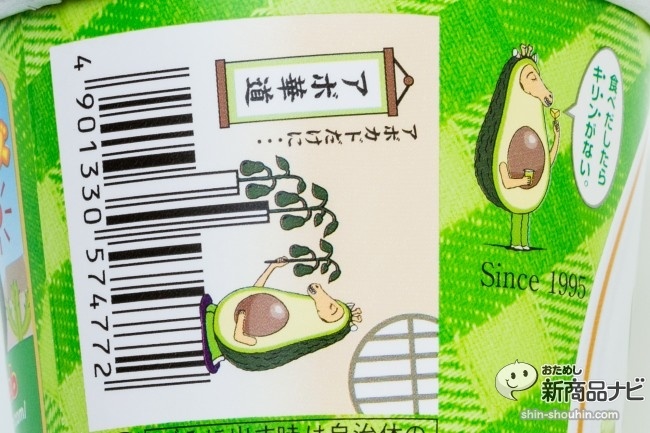 アボ華道
アボカドだけに…
4 901330 574772
食べだしたら
キリンがない。
Since 1995
おためし
新商品ナビ
shin-shouhin.com